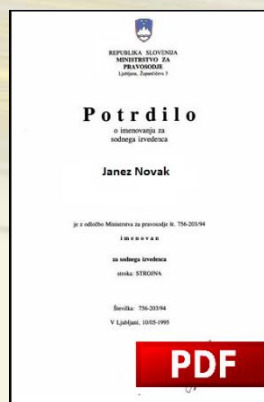 REPUBLIKA SLOVENIJA
MINISTRSTVO ZA
PRAVOSODJE
Ljubljana, Župančičeva 3
Potrdilo
o imenovanju za
sodnega izvedenca
Janez Novak
je z odločbo Ministrstva za pravosodje št. 756-203/94
imenovan
za sodnega izvedenca
stroka: STROJNA
Številka: 756-203/94
V Ljubljani, 10/05-1995
PDF